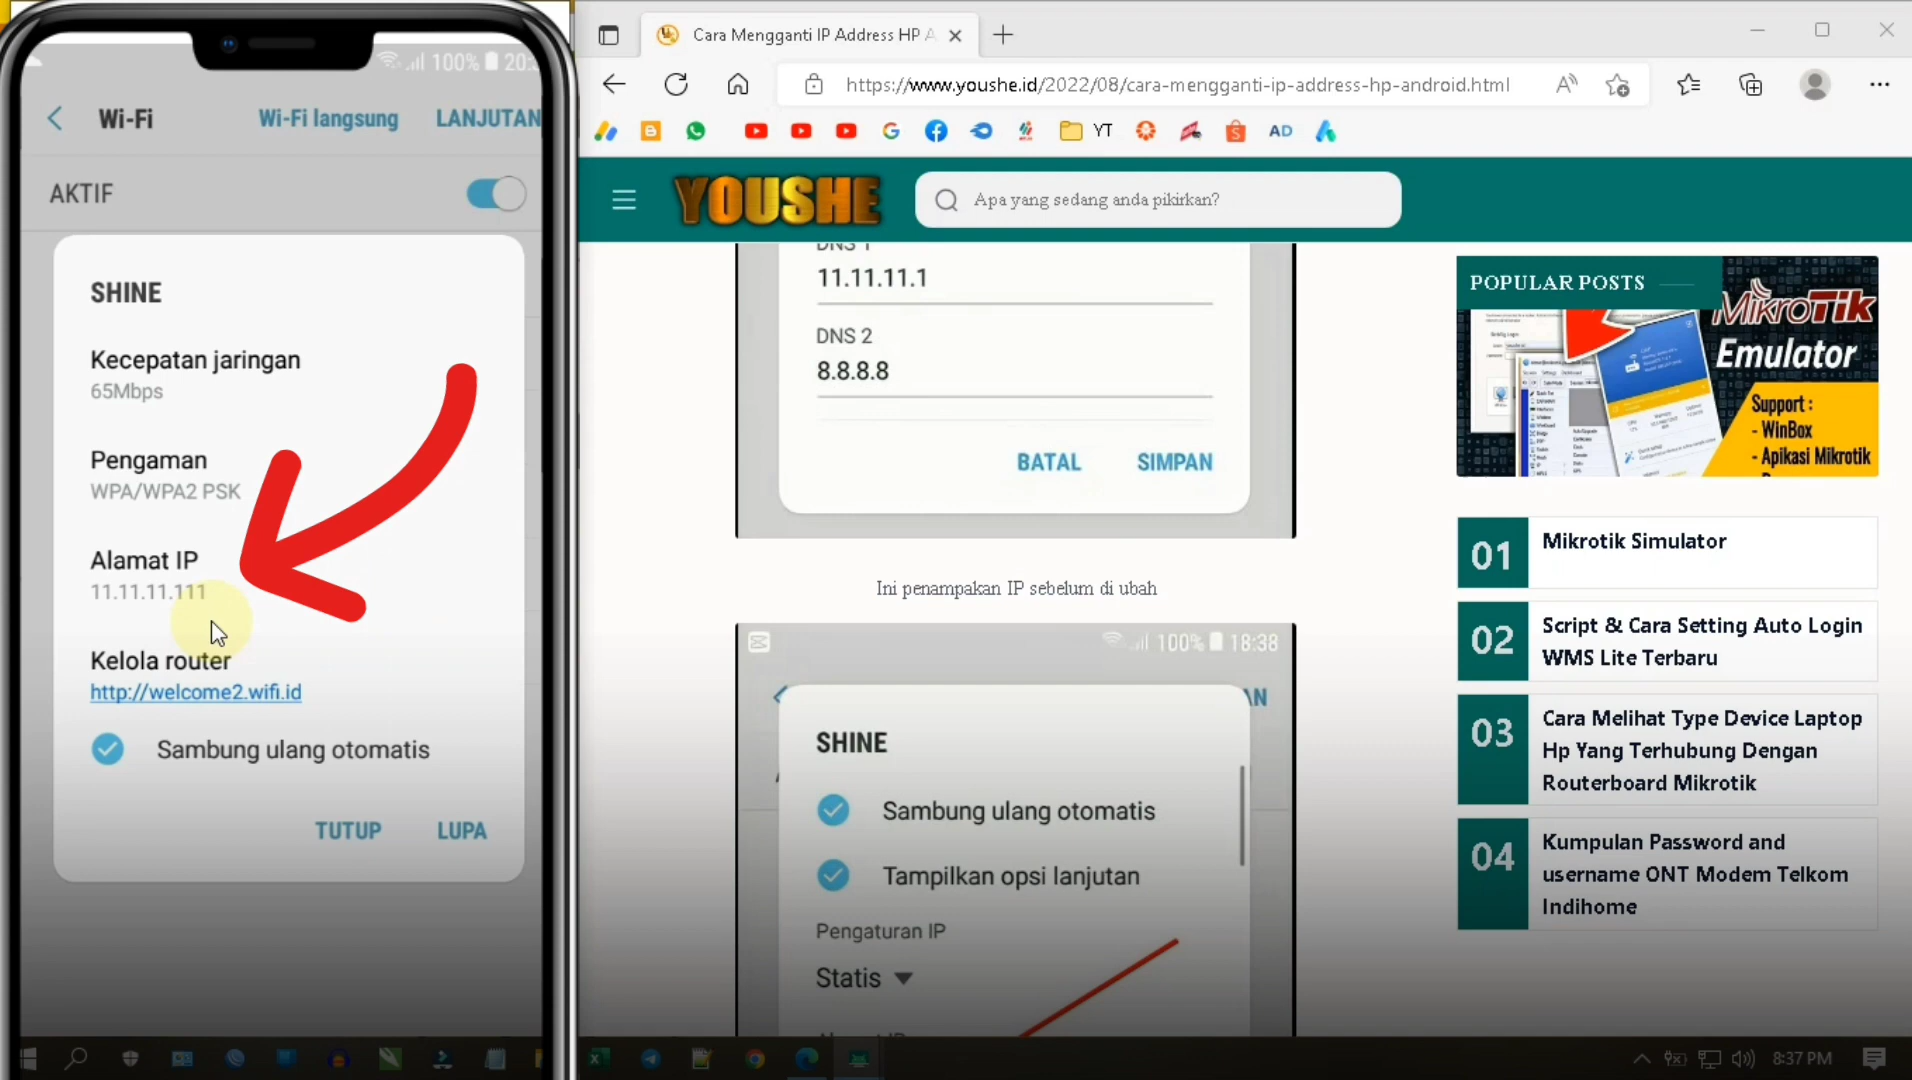 100%
Wi-Fi
Wi-Fi langsung
LANJUTAN
AKTIF
SHINE
Kecepatan jaringan
65Mbps
Pengaman
WPA/WPA2 PSK
Alamat IP
11.11.11.111
Kelola router
http://welcome2.wifi.id
Sambung ulang otomatis
TUTUP
LUPA
Cara Mengganti IP Address HP A
https://www.youshe.id/2022/08/cara-mengganti-ip-address-hp-android.html
YT
AD
YOUSHE
Apa yang sedang anda pikirkan?
DNS 1
11.11.11.1
DNS 2
8.8.8.8
BATAL
SIMPAN
Ini penampakan IP sebelum di ubah
100%
18:38
AN
SHINE
Sambung ulang otomatis
Tampilkan opsi lanjutan
Pengaturan IP
Statis
POPULAR POSTS
MikroTik
Emulator
Support :
- WinBox
- Apikasi Mikrotik
01
Mikrotik Simulator
02
Script & Cara Setting Auto Login
WMS Lite Terbaru
03
Cara Melihat Type Device Laptop
Hp Yang Terhubung Dengan
Routerboard Mikrotik
04
Kumpulan Password and
username ONT Modem Telkom
Indihome
8:37 PM